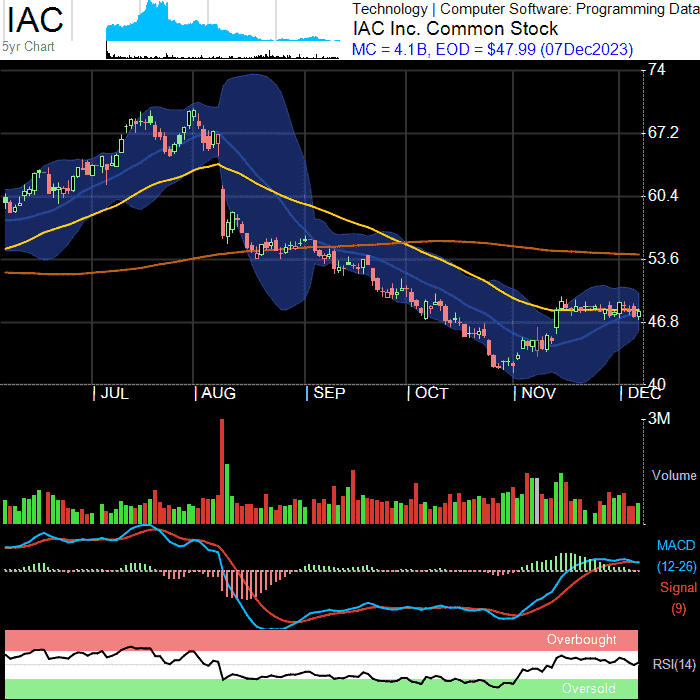 IAC
5yr Chart
Technology | Computer Software: Programming Data
IAC Inc. Common Stock
MC = 4.1B, EOD = $47.99 (07Dec2023)
74
67.2
60.4
53.6
46.8
40
| JUL | AUG | SEP | OCT | NOV | DEC
3M
Volume
MACD
(12-26)
Signal
(9)
Overbought
RSI(14)
Oversold